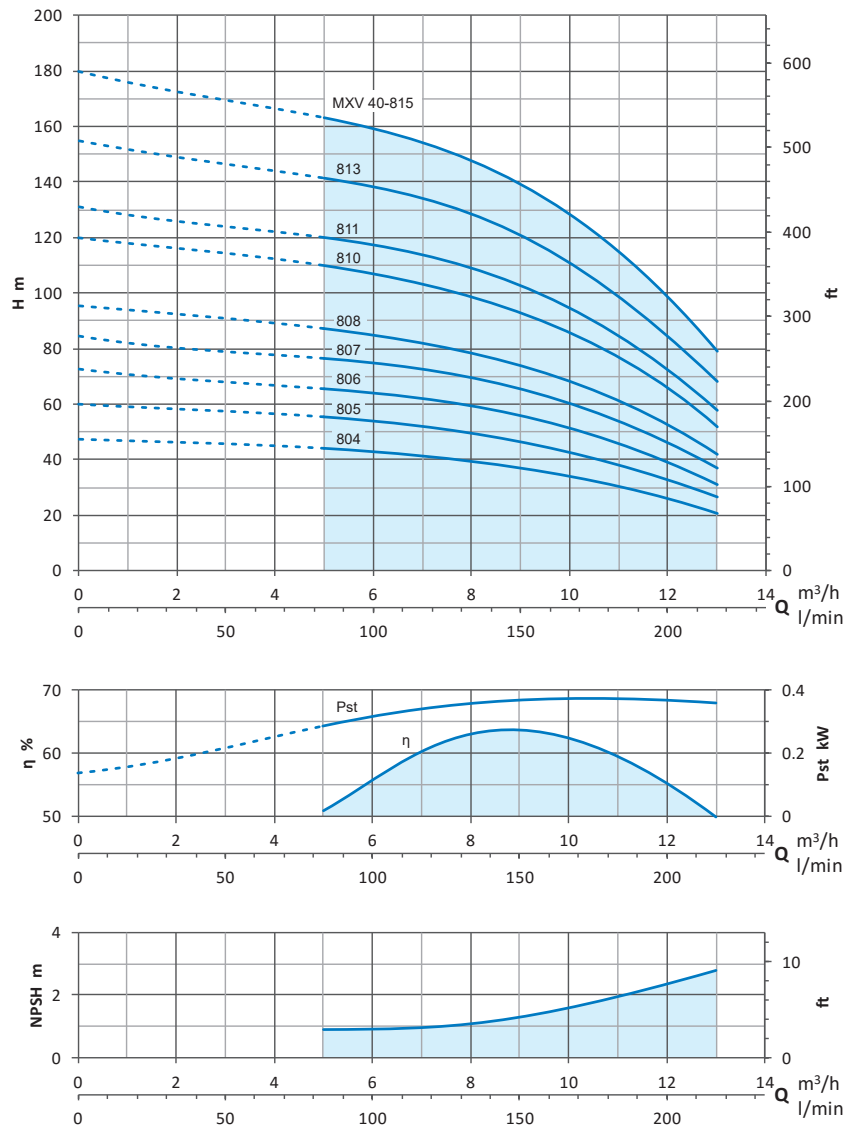 H m
200
180
160
140
120
100
80
60
40
20
0
600
500
400
300
200
100
0
ft
MXV 40-815
813
811
810
808
807
806
805
804
0 2 4 6 8 10 12 14 m³/h
Q
0 50 100 150 200 l/min
η %
70
60
50
Pst
η
0.4
0.2
0
Pst kW
0 2 4 6 8 10 12 14 m³/h
Q
0 50 100 150 200 l/min
NPSH m
4
2
0
10
0
ft
0 2 4 6 8 10 12 14 m³/h
Q
0 50 100 150 200 l/min